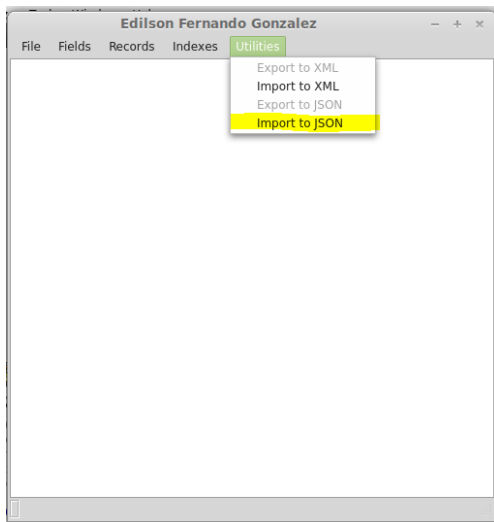 Edilson Fernando Gonzalez
File Fields Records Indexes Utilities
Export to XML
Import to XML
Export to JSON
Import to JSON